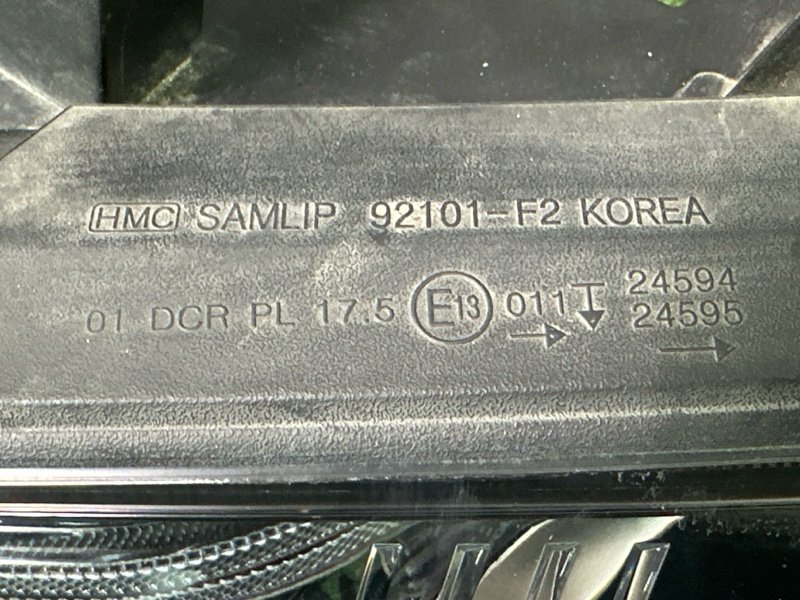 HMC SAMLIP 92101-F2 KOREA
01 DCR PL 17.5 E13 011 24594
24595